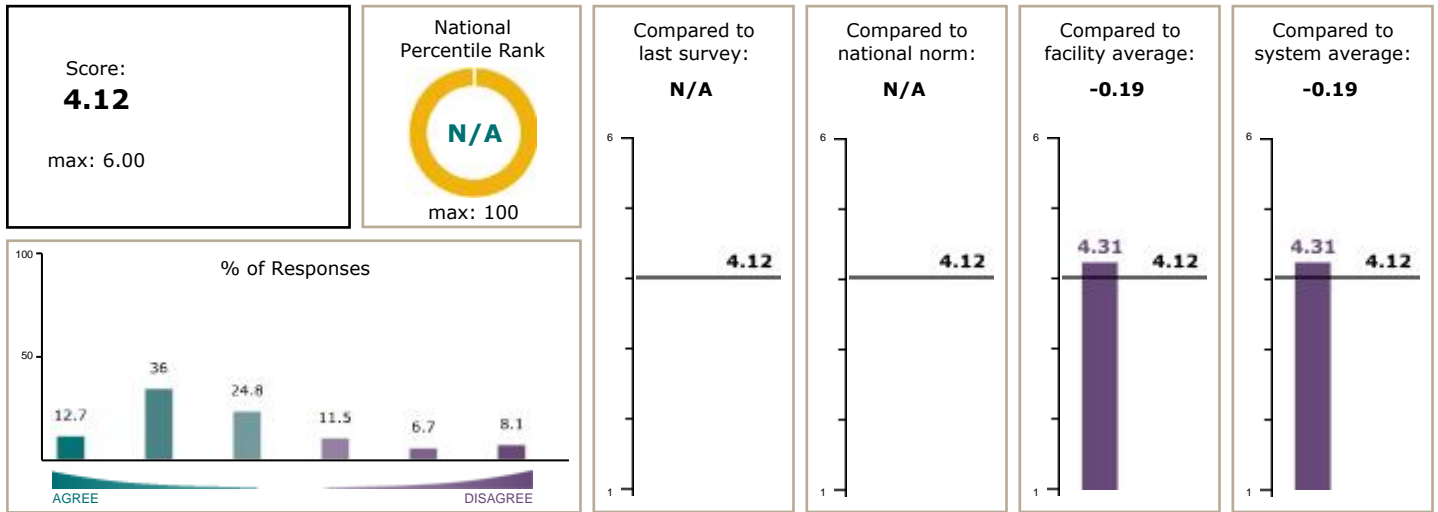 Score:
4.12
max: 6.00
National
Percentile Rank
N/A
max: 100
% of Responses
100
50
12.7
36
24.8
11.5
6.7
8.1
AGREE
DISAGREE
Compared to
last survey:
N/A
6
4.12
1
Compared to
national norm:
N/A
6
4.12
1
Compared to
facility average:
-0.19
6
4.31
4.12
1
Compared to
system average:
-0.19
6
4.31
4.12
1